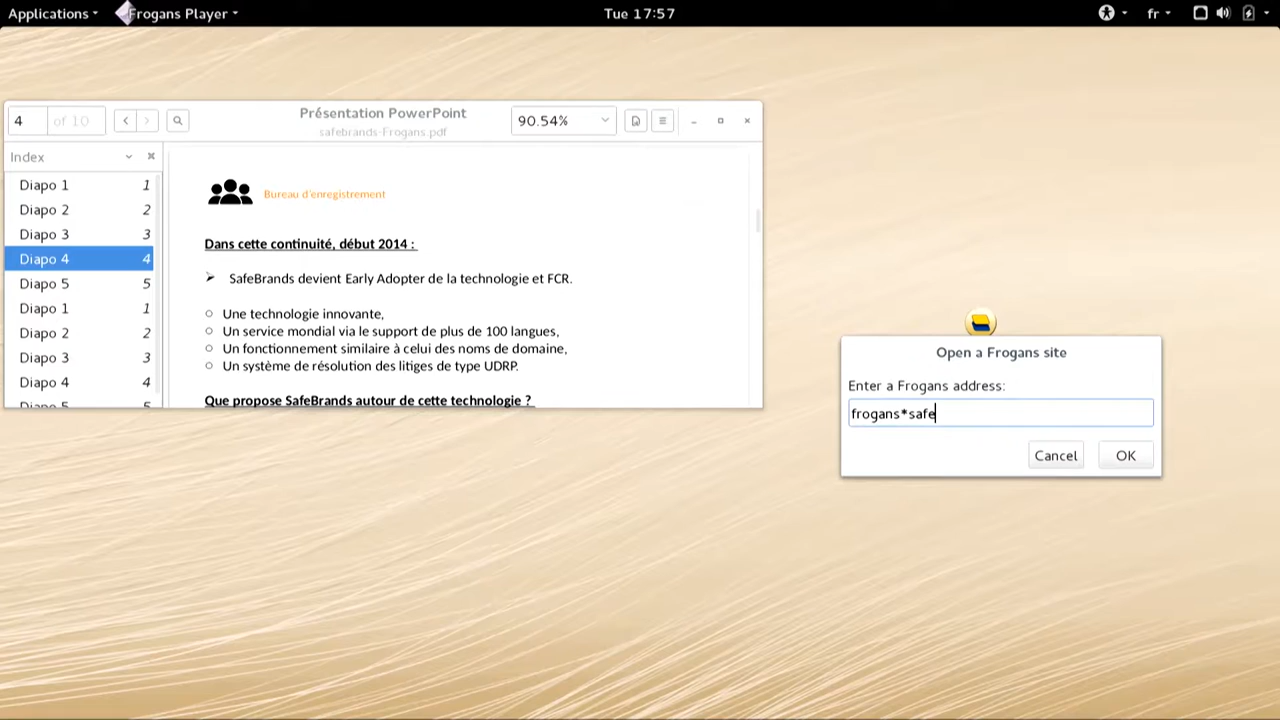 Applications
Frogans Player
Tue 17:57
fr
4 of 10
Présentation PowerPoint
safebrands-Frogans.pdf
90.54%
Index
Diapo 1 1
Diapo 2 2
Diapo 3 3
Diapo 4 4
Diapo 5 5
Diapo 1 1
Diapo 2 2
Diapo 3 3
Diapo 4 4
Diapo 5 5
Bureau d'enregistrement
Dans cette continuité, début 2014 :
SafeBrands devient Early Adopter de la technologie et FCR.
Une technologie innovante,
Un service mondial via le support de plus de 100 langues,
Un fonctionnement similaire à celui des noms de domaine,
Un système de résolution des litiges de type UDRP.
Que propose SafeBrands autour de cette technologie ?
Open a Frogans site
Enter a Frogans address:
frogans*safe
Cancel
OK